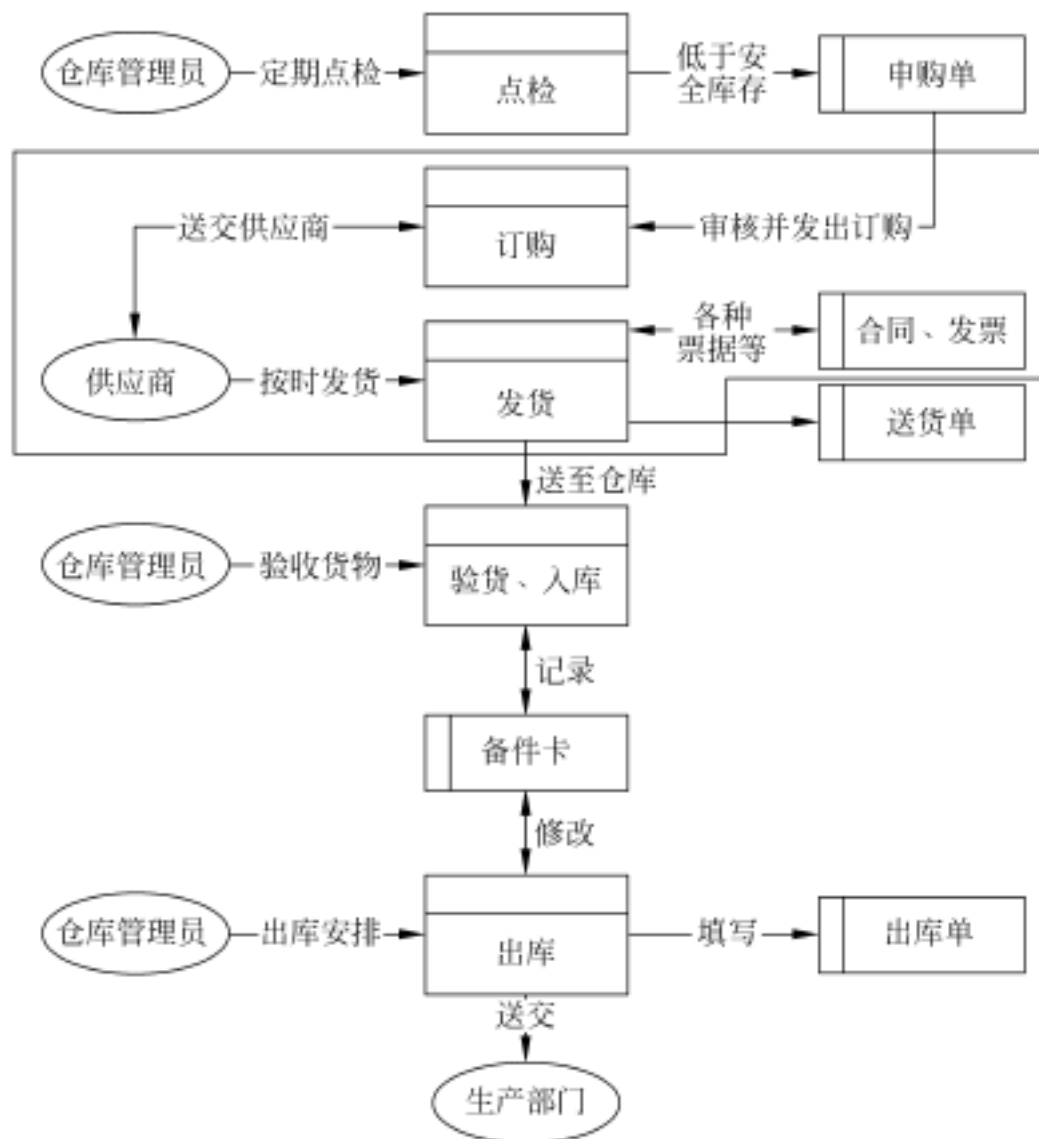 仓库管理员
定期点检
点检
低于安
全库存
申购单
送交供应商
订购
审核并发出订购
供应商
按时发货
发货
各种
票据等
合同、发票
送货单
送至仓库
仓库管理员
验收货物
验货、入库
记录
备件卡
修改
仓库管理员
出库安排
出库
填写
出库单
送交
生产部门